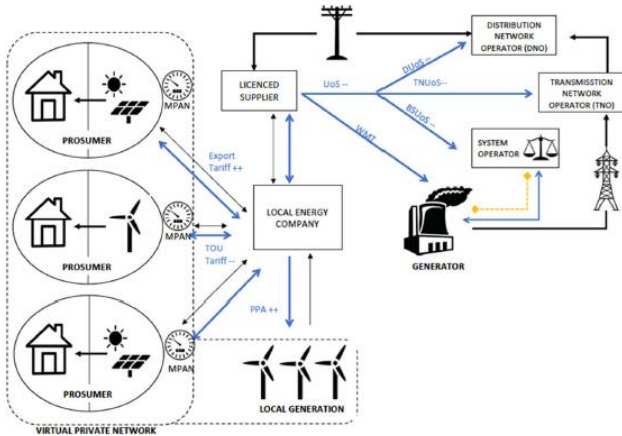 DISTRIBUTION
NETWORK
OPERATOR (DNO)
MPAN
LICENCED
SUPPLIER
UoS --
DUoS --
TNUoS---
TRANSMISSTION
NETWORK
OPERATOR (TNO)
PROSUMER
BSUoS --
WMT
SYSTEM
OPERATOR
Export
Tariff ++
LOCAL ENERGY
COMPANY
MPAN
TOU
Tariff --
PROSUMER
GENERATOR
PPA ++
MPAN
PROSUMER
LOCAL GENERATION
VIRTUAL PRIVATE NETWORK